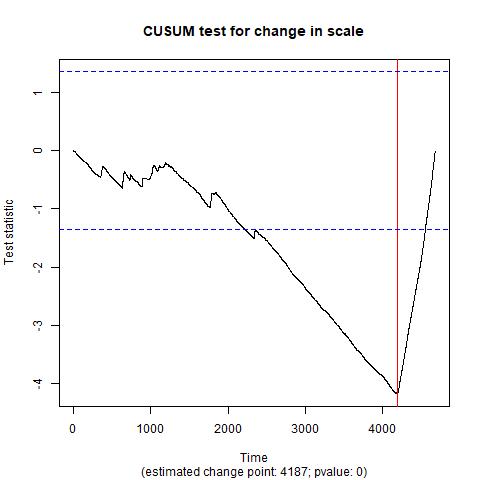 CUSUM test for change in scale
Test statistic
1
0
-1
-2
-3
-4
0 1000 2000 3000 4000
Time
(estimated change point: 4187; pvalue: 0)